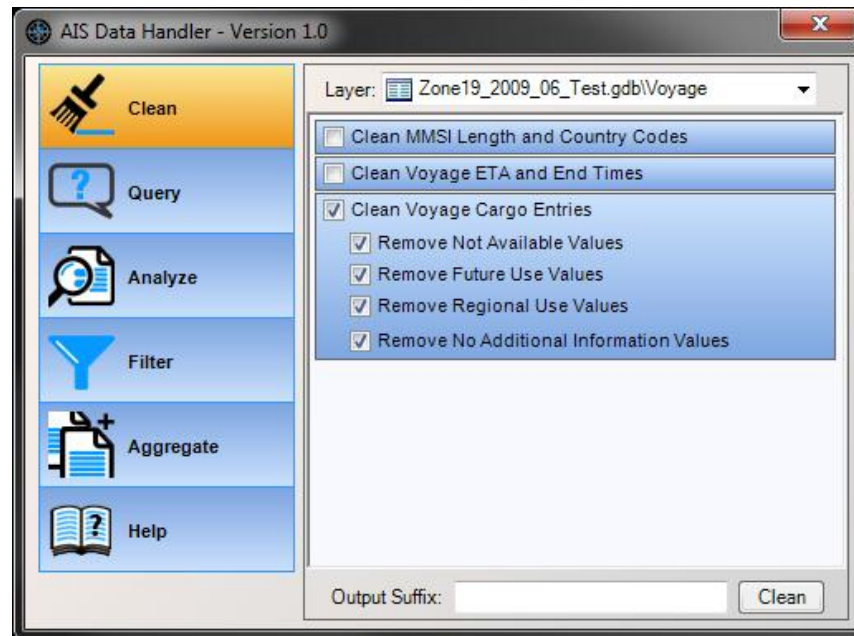 AIS Data Handler - Version 1.0
Clean
Query
Analyze
Filter
Aggregate
Help
Layer: Zone19_2009_06_Test.gdb\Voyage
Clean MMSI Length and Country Codes
Clean Voyage ETA and End Times
Clean Voyage Cargo Entries
Remove Not Available Values
Remove Future Use Values
Remove Regional Use Values
Remove No Additional Information Values
Output Suffix: Clean